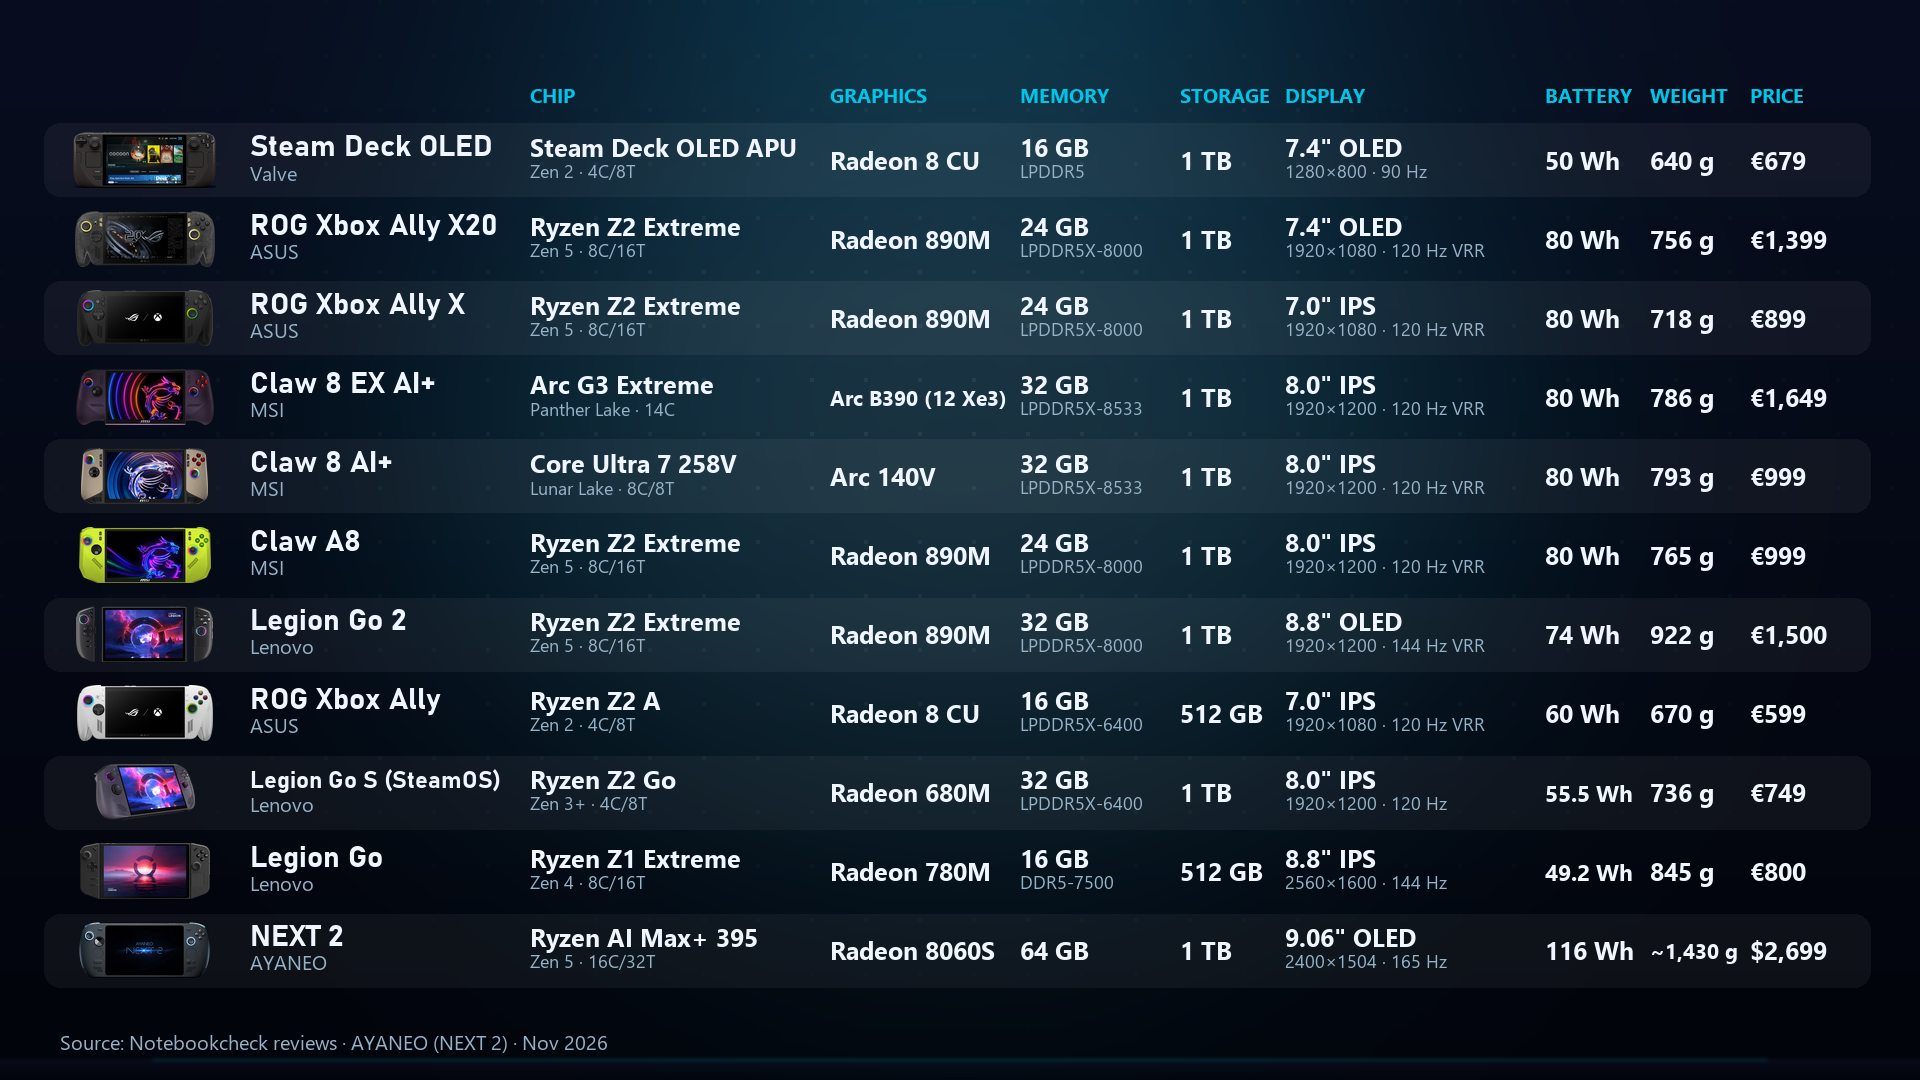 CHIP GRAPHICS MEMORY STORAGE DISPLAY BATTERY WEIGHT PRICE
Steam Deck OLED Steam Deck OLED APU Radeon 8 CU 16 GB 1 TB 7.4" OLED 50 Wh 640 g €679
Valve Zen 2 · 4C/8T LPDDR5 1280×800 · 90 Hz
ROG Xbox Ally X20 Ryzen Z2 Extreme Radeon 890M 24 GB 1 TB 7.4" OLED 80 Wh 756 g €1,399
ASUS Zen 5 · 8C/16T LPDDR5X-8000 1920×1080 · 120 Hz VRR
ROG Xbox Ally X Ryzen Z2 Extreme Radeon 890M 24 GB 1 TB 7.0" IPS 80 Wh 718 g €899
ASUS Zen 5 · 8C/16T LPDDR5X-8000 1920×1080 · 120 Hz VRR
Claw 8 EX AI+ Arc G3 Extreme Arc B390 (12 Xe3) 32 GB 1 TB 8.0" IPS 80 Wh 786 g €1,649
MSI Panther Lake · 14C LPDDR5X-8533 1920×1200 · 120 Hz VRR
Claw 8 AI+ Core Ultra 7 258V Arc 140V 32 GB 1 TB 8.0" IPS 80 Wh 793 g €999
MSI Lunar Lake · 8C/8T LPDDR5X-8533 1920×1200 · 120 Hz VRR
Claw A8 Ryzen Z2 Extreme Radeon 890M 24 GB 1 TB 8.0" IPS 80 Wh 765 g €999
MSI Zen 5 · 8C/16T LPDDR5X-8000 1920×1200 · 120 Hz VRR
Legion Go 2 Ryzen Z2 Extreme Radeon 890M 32 GB 1 TB 8.8" OLED 74 Wh 922 g €1,500
Lenovo Zen 5 · 8C/16T LPDDR5X-8000 1920×1200 · 144 Hz VRR
ROG Xbox Ally Ryzen Z2 A Radeon 8 CU 16 GB 512 GB 7.0" IPS 60 Wh 670 g €599
ASUS Zen 2 · 4C/8T LPDDR5X-6400 1920×1080 · 120 Hz VRR
Legion Go S (SteamOS) Ryzen Z2 Go Radeon 680M 32 GB 1 TB 8.0" IPS 55.5 Wh 736 g €749
Lenovo Zen 3+ · 4C/8T LPDDR5X-6400 1920×1200 · 120 Hz
Legion Go Ryzen Z1 Extreme Radeon 780M 16 GB 512 GB 8.8" IPS 49.2 Wh 845 g €800
Lenovo Zen 4 · 8C/16T DDR5-7500 2560×1600 · 144 Hz
NEXT 2 Ryzen AI Max+ 395 Radeon 8060S 64 GB 1 TB 9.06" OLED 116 Wh ~1,430 g $2,699
AYANEO Zen 5 · 16C/32T 2400×1504 · 165 Hz
Source: Notebookcheck reviews · AYANEO (NEXT 2) · Nov 2026